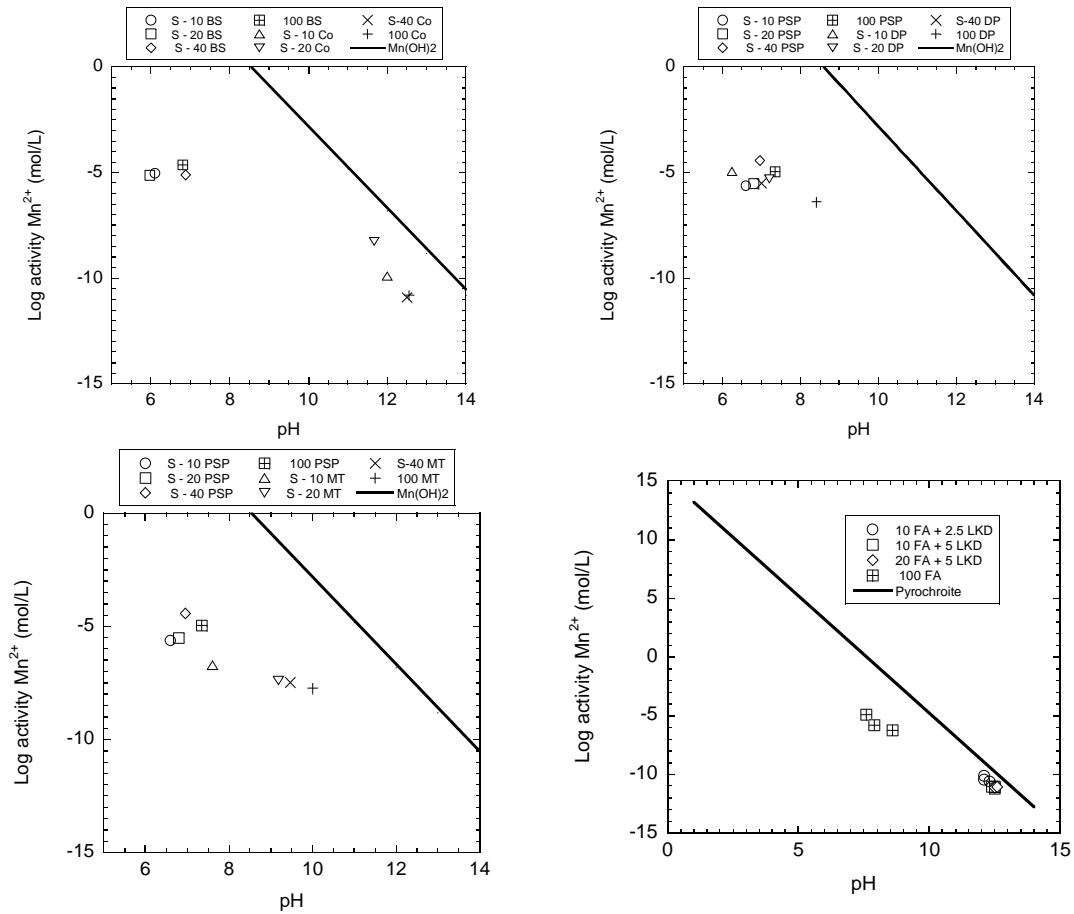 S - 10 BS 100 BS S-40 Co
S - 20 BS S - 10 Co 100 Co
S - 40 BS S - 20 Co Mn(OH)2
0
-5
-10
-15
6 8 10 12 14
Log activity Mn2+ (mol/L)
pH
S - 10 PSP 100 PSP S-40 DP
S - 20 PSP S - 10 DP 100 DP
S - 40 PSP S - 20 DP Mn(OH)2
0
-5
-10
-15
6 8 10 12 14
Log activity Mn2+ (mol/L)
pH
S - 10 PSP 100 PSP S-40 MT
S - 20 PSP S - 10 MT 100 MT
S - 40 PSP S - 20 MT Mn(OH)2
0
-5
-10
-15
6 8 10 12 14
Log activity Mn2+ (mol/L)
pH
15
13
10
5
0
-5
-10
-15
0 5 10 15
Log activity Mn2+ (mol/L)
pH
10 FA + 2.5 LKD
10 FA + 5 LKD
20 FA + 5 LKD
100 FA
Pyrochroite